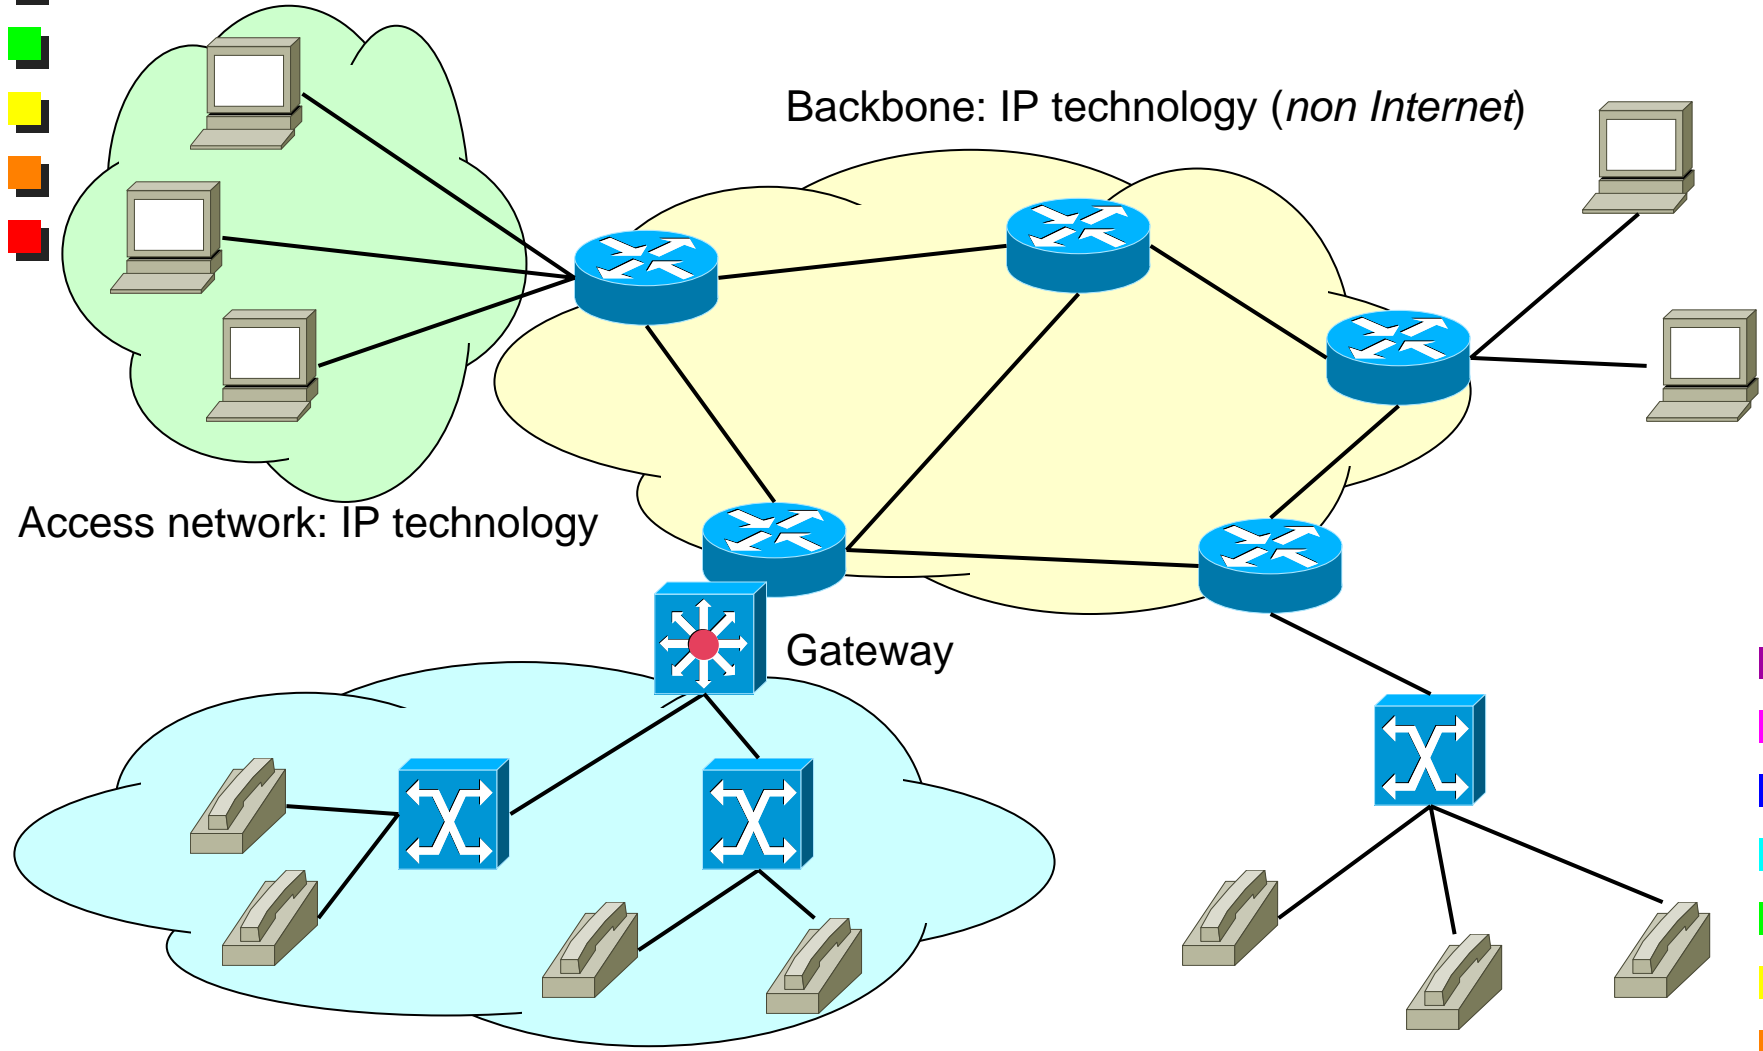 Backbone: IP technology (non Internet)
Access network: IP technology
Gateway